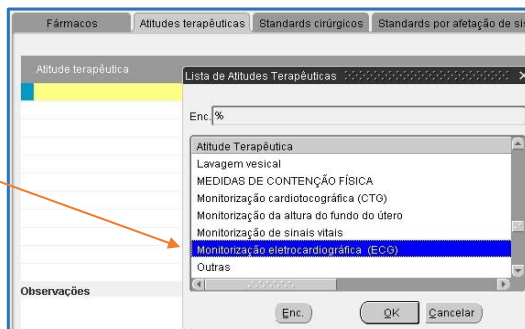 Fármacos Atitudes terapêuticas Standards cirúrgicos Standards por afetação de
Atitude terapêutica
Lista de Atitudes Terapêuticas
Enc. %
Atitude Terapêutica
Lavagem vesical
MEDIDAS DE CONTENÇÃO FÍSICA
Monitorização cardiotocográfica (CTG)
Monitorização da altura do fundo do útero
Monitorização de sinais vitais
Monitorização eletrocardiográfica (ECG)
Outras
Observações
Enc. OK Cancelar